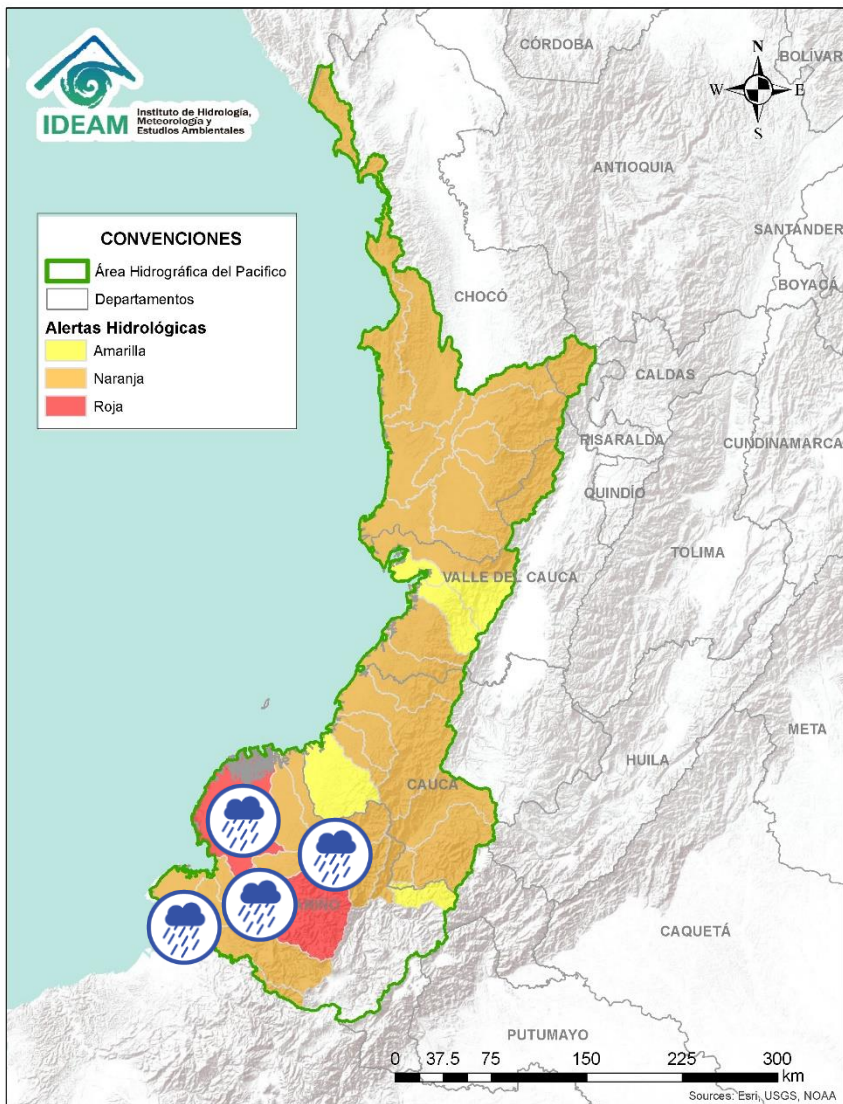 IDEAM
Instituto de Hidrología,
Meteorología y
Estudios Ambientales
CÓRDOBA
BOLÍVAR
N
W
E
S
ANTIOQUIA
SANTANDER
BOYACÁ
CONVENCIONES
Área Hidrográfica del Pacifico
Departamentos
Alertas Hidrológicas
Amarilla
Naranja
Roja
CHOCÓ
CALDAS
RISARALDA
CUNDINAMARCA
QUINDÍO
TOLIMA
VALLE DEL CAUCA
META
HUILA
CAUCA
CAQUETÁ
PUTUMAYO
0 37.5 75 150 225 300
km
Sources: Esri, USGS, NOAA